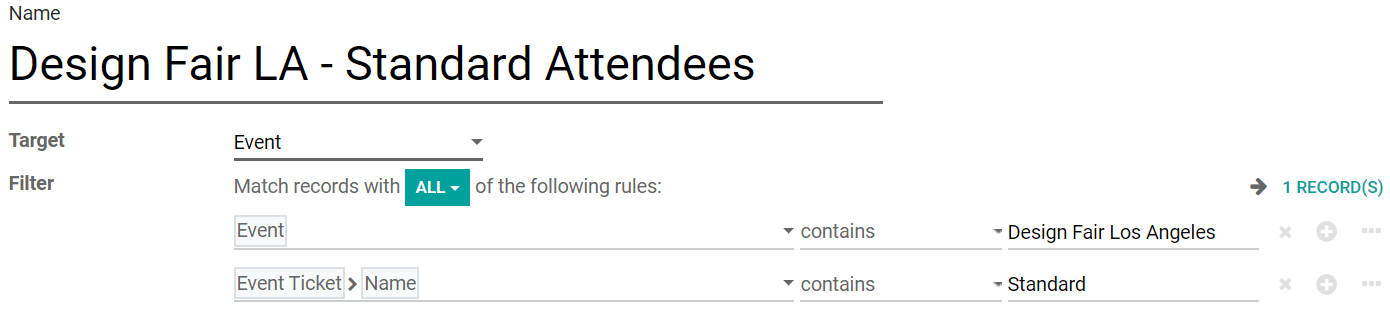 Name
Design Fair LA - Standard Attendees
Target Event
Filter Match records with ALL of the following rules: 1 RECORD(S)
Event contains Design Fair Los Angeles
Event Ticket > Name contains Standard